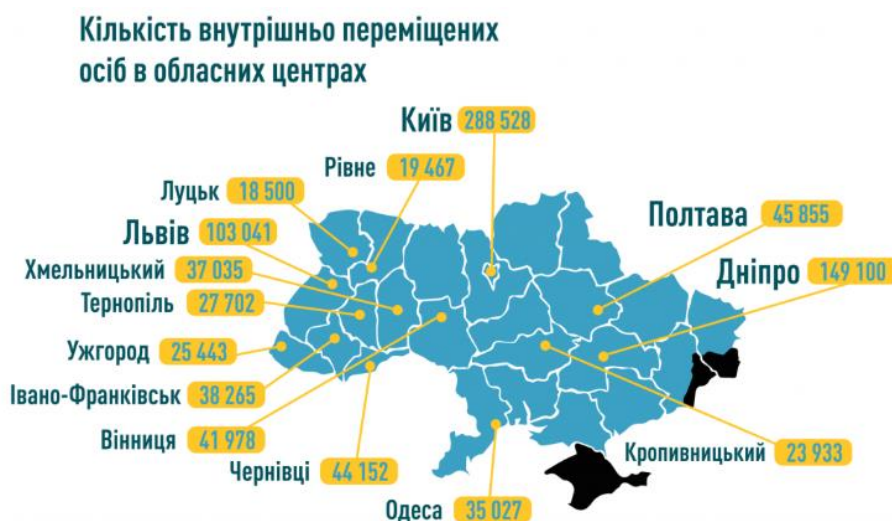 Кількість внутрішньо переміщених
осіб в обласних центрах
Київ 288 528
Рівне 19 467
Луцьк 18 500
Львів 103 041
Хмельницький 37 035
Тернопіль 27 702
Ужгород 25 443
Івано-Франківськ 38 265
Вінниця 41 978
Чернівці 44 152
Одеса 35 027
Полтава 45 855
Дніпро 149 100
Кропивницький 23 933